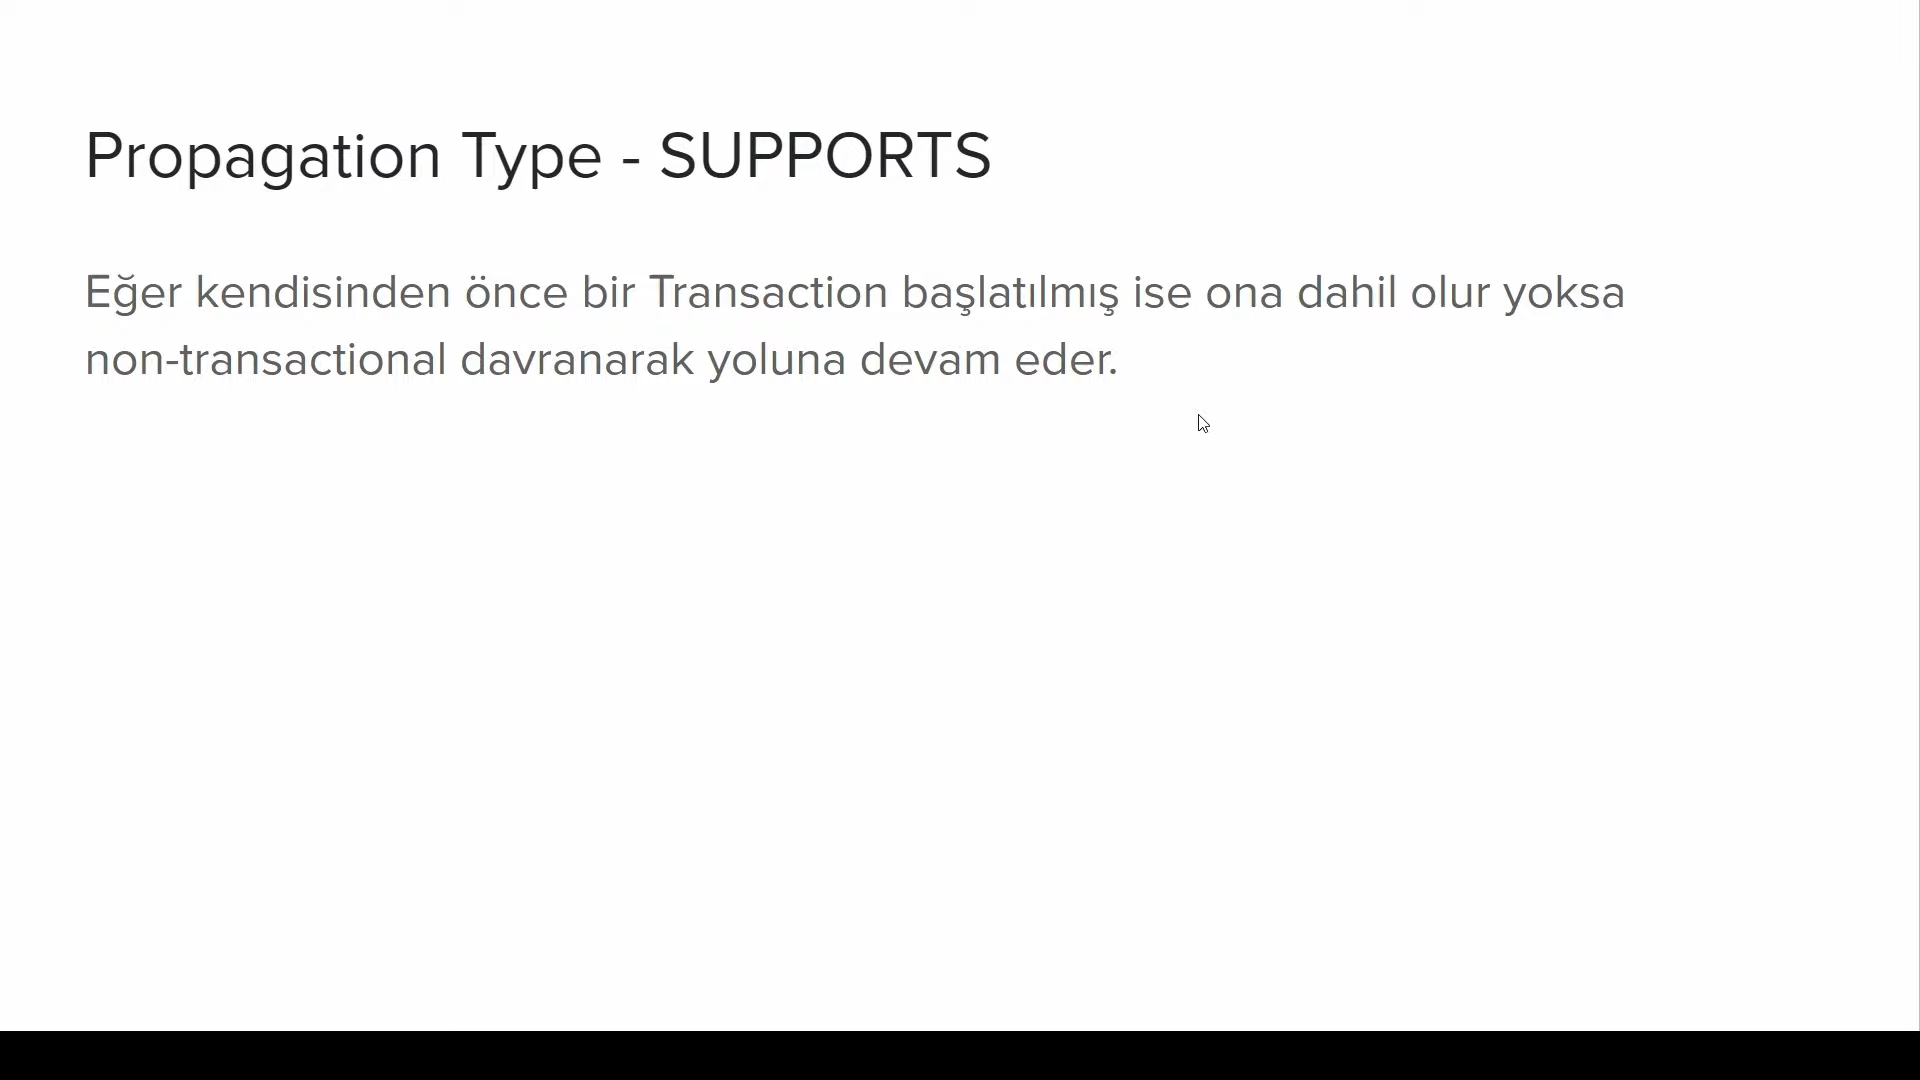 Propagation Type - SUPPORTS
Eğer kendisinden önce bir Transaction başlatılmış ise ona dahil olur yoksa
non-transactional davranarak yoluna devam eder.